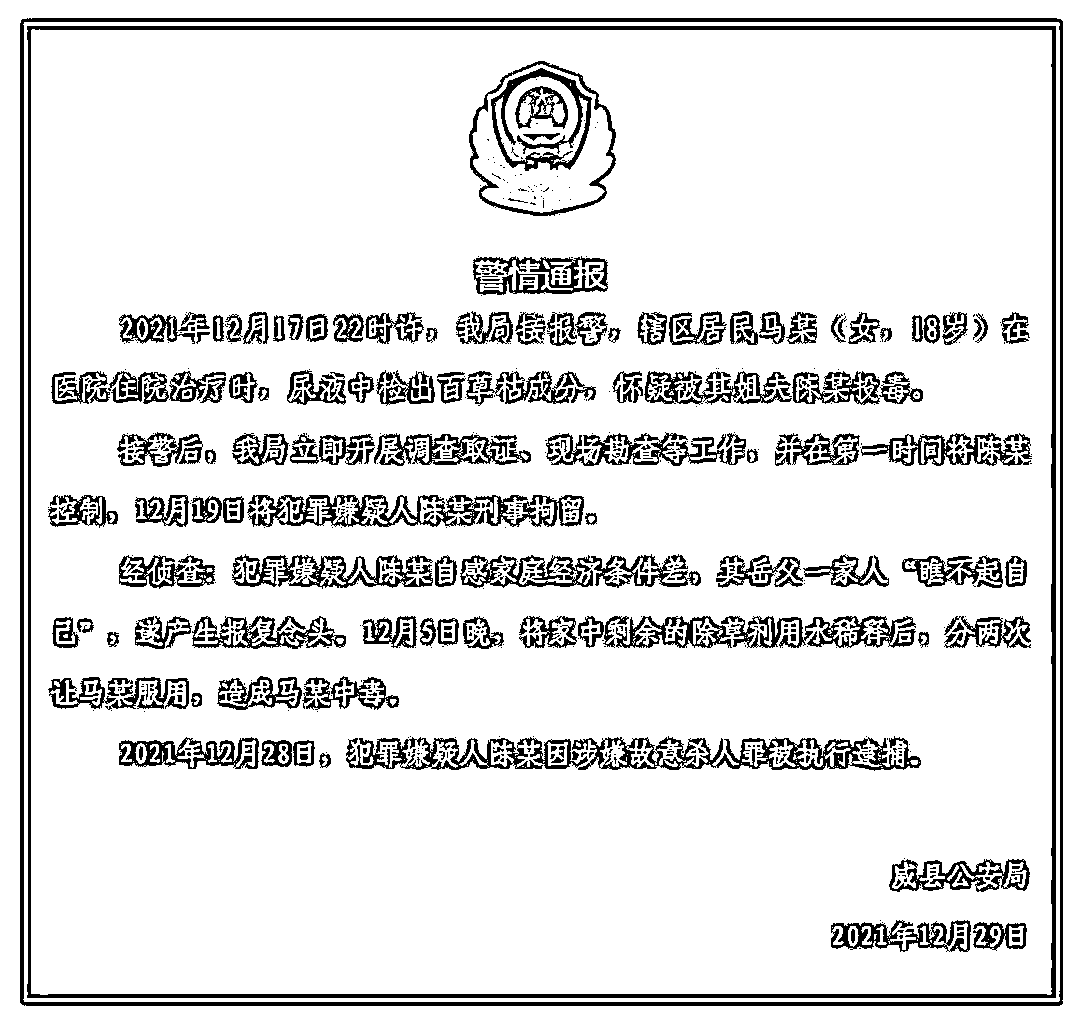 警情通报
2021年12月17日22时许，我局接报警，辖区居民马某（女，18岁）在
医院住院治疗时，尿液中检出百草枯成分，怀疑被其姐夫陈某投毒。
接警后，我局立即开展调查取证、现场勘查等工作，并在第一时间将陈某
控制，12月19日将犯罪嫌疑人陈某刑事拘留。
经侦查：犯罪嫌疑人陈某自感家庭经济条件差，其岳父一家人“瞧不起自
己”，遂产生报复念头。12月5日晚，将家中剩余的除草剂用水稀释后，分两次
让马某服用，造成马某中毒。
2021年12月28日，犯罪嫌疑人陈某因涉嫌故意杀人罪被执行逮捕。
威县公安局
2021年12月29日